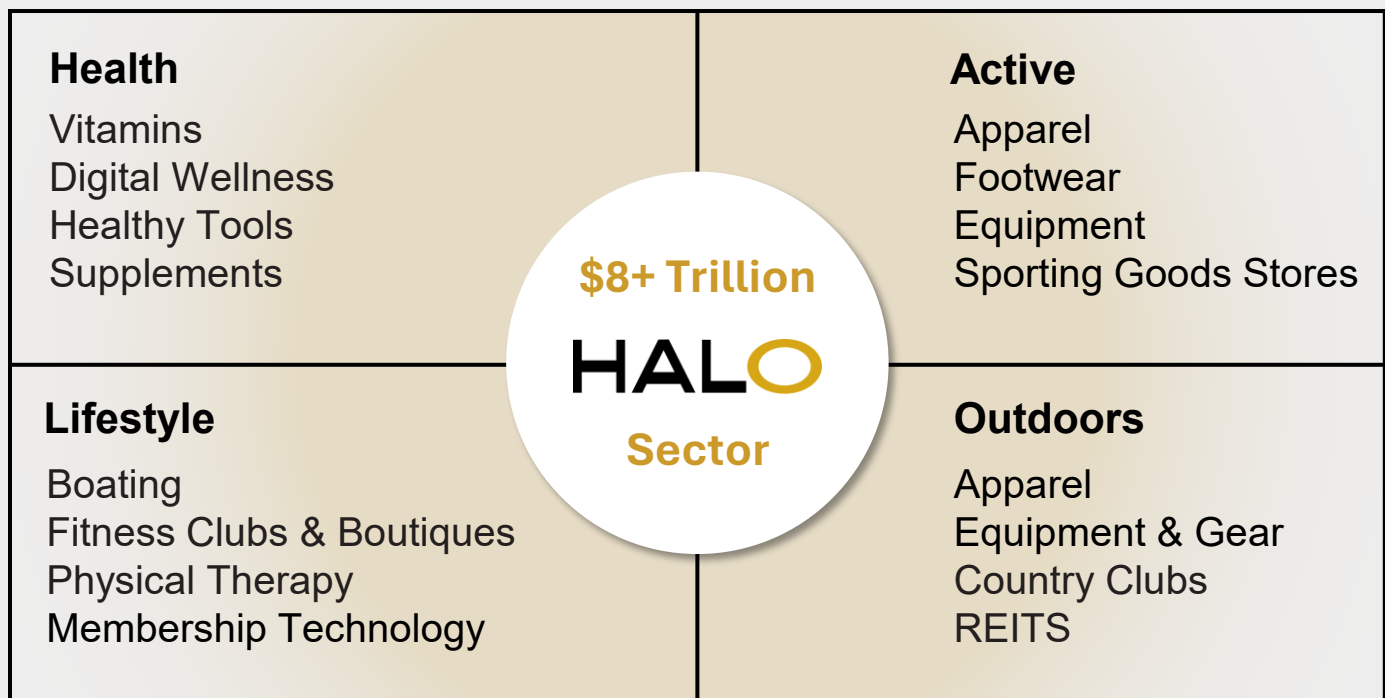 Health
Vitamins
Digital Wellness
Healthy Tools
Supplements
Active
Apparel
Footwear
Equipment
Sporting Goods Stores
$8+ Trillion
HALO
Sector
Lifestyle
Boating
Fitness Clubs & Boutiques
Physical Therapy
Membership Technology
Outdoors
Apparel
Equipment & Gear
Country Clubs
REITS